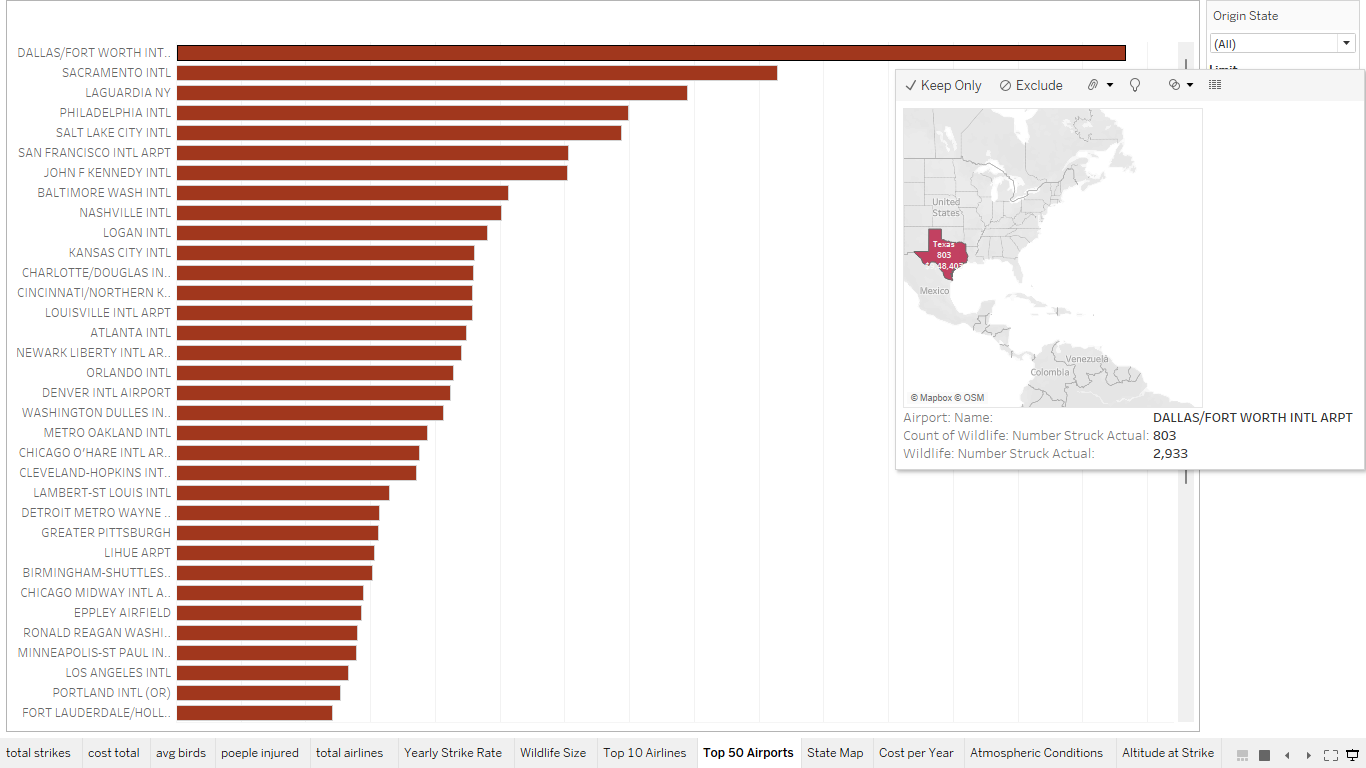 Origin State
(All)
DALLAS/FORT WORTH INT..
SACRAMENTO INTL
LAGUARDIA NY
PHILADELPHIA INTL
SALT LAKE CITY INTL
SAN FRANCISCO INTL ARPT
JOHN F KENNEDY INTL
BALTIMORE WASH INTL
NASHVILLE INTL
LOGAN INTL
KANSAS CITY INTL
CHARLOTTE/DOUGLAS IN..
CINCINNATI/NORTHERN K..
LOUISVILLE INTL ARPT
ATLANTA INTL
NEWARK LIBERTY INTL AR..
ORLANDO INTL
DENVER INTL AIRPORT
WASHINGTON DULLES IN..
METRO OAKLAND INTL
CHICAGO O'HARE INTL AR..
CLEVELAND-HOPKINS INT..
LAMBERT-ST LOUIS INTL
DETROIT METRO WAYNE ..
GREATER PITTSBURGH
LIHUE ARPT
BIRMINGHAM-SHUTTLES..
CHICAGO MIDWAY INTL A..
EPPLEY AIRFIELD
RONALD REAGAN WASHI..
MINNEAPOLIS-ST PAUL IN..
LOS ANGELES INTL
PORTLAND INTL (OR)
FORT LAUDERDALE/HOLL..
Keep Only Exclude
United
States
Texas
803
Mexico
Venezuela
Colombia
© Mapbox © OSM
Airport: Name: DALLAS/FORT WORTH INTL ARPT
Count of Wildlife: Number Struck Actual: 803
Wildlife: Number Struck Actual: 2,933
total strikes cost total avg birds poeple injured total airlines Yearly Strike Rate Wildlife Size Top 10 Airlines Top 50 Airports State Map Cost per Year Atmospheric Conditions Altitude at Strike